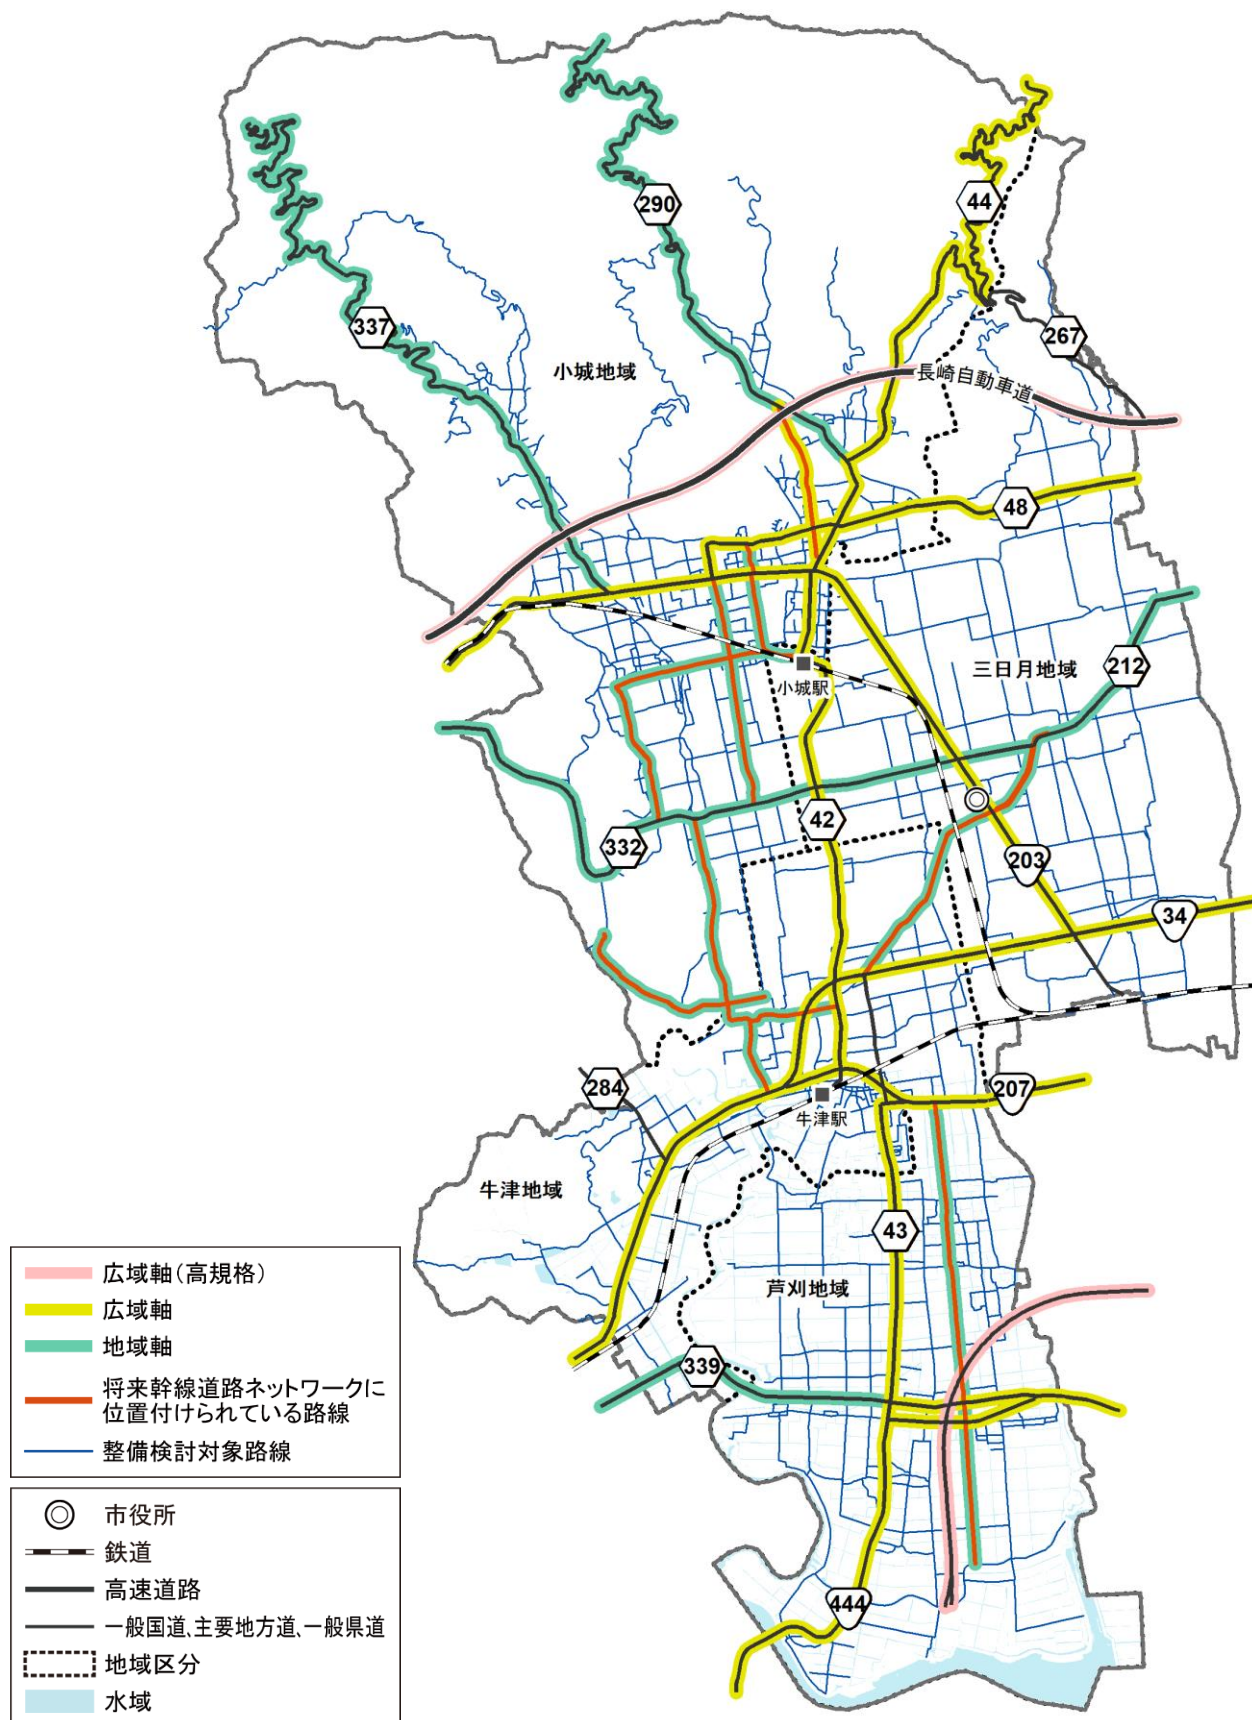 290
44
337
267
小城地域
長崎自動車道
48
三日月地域
212
小城駅
42
332
203
34
284
207
牛津駅
牛津地域
43
芦刈地域
339
444
広域軸(高規格)
広域軸
地域軸
将来幹線道路ネットワークに
位置付けられている路線
整備検討対象路線
市役所
鉄道
高速道路
一般国道、主要地方道、一般県道
地域区分
水域